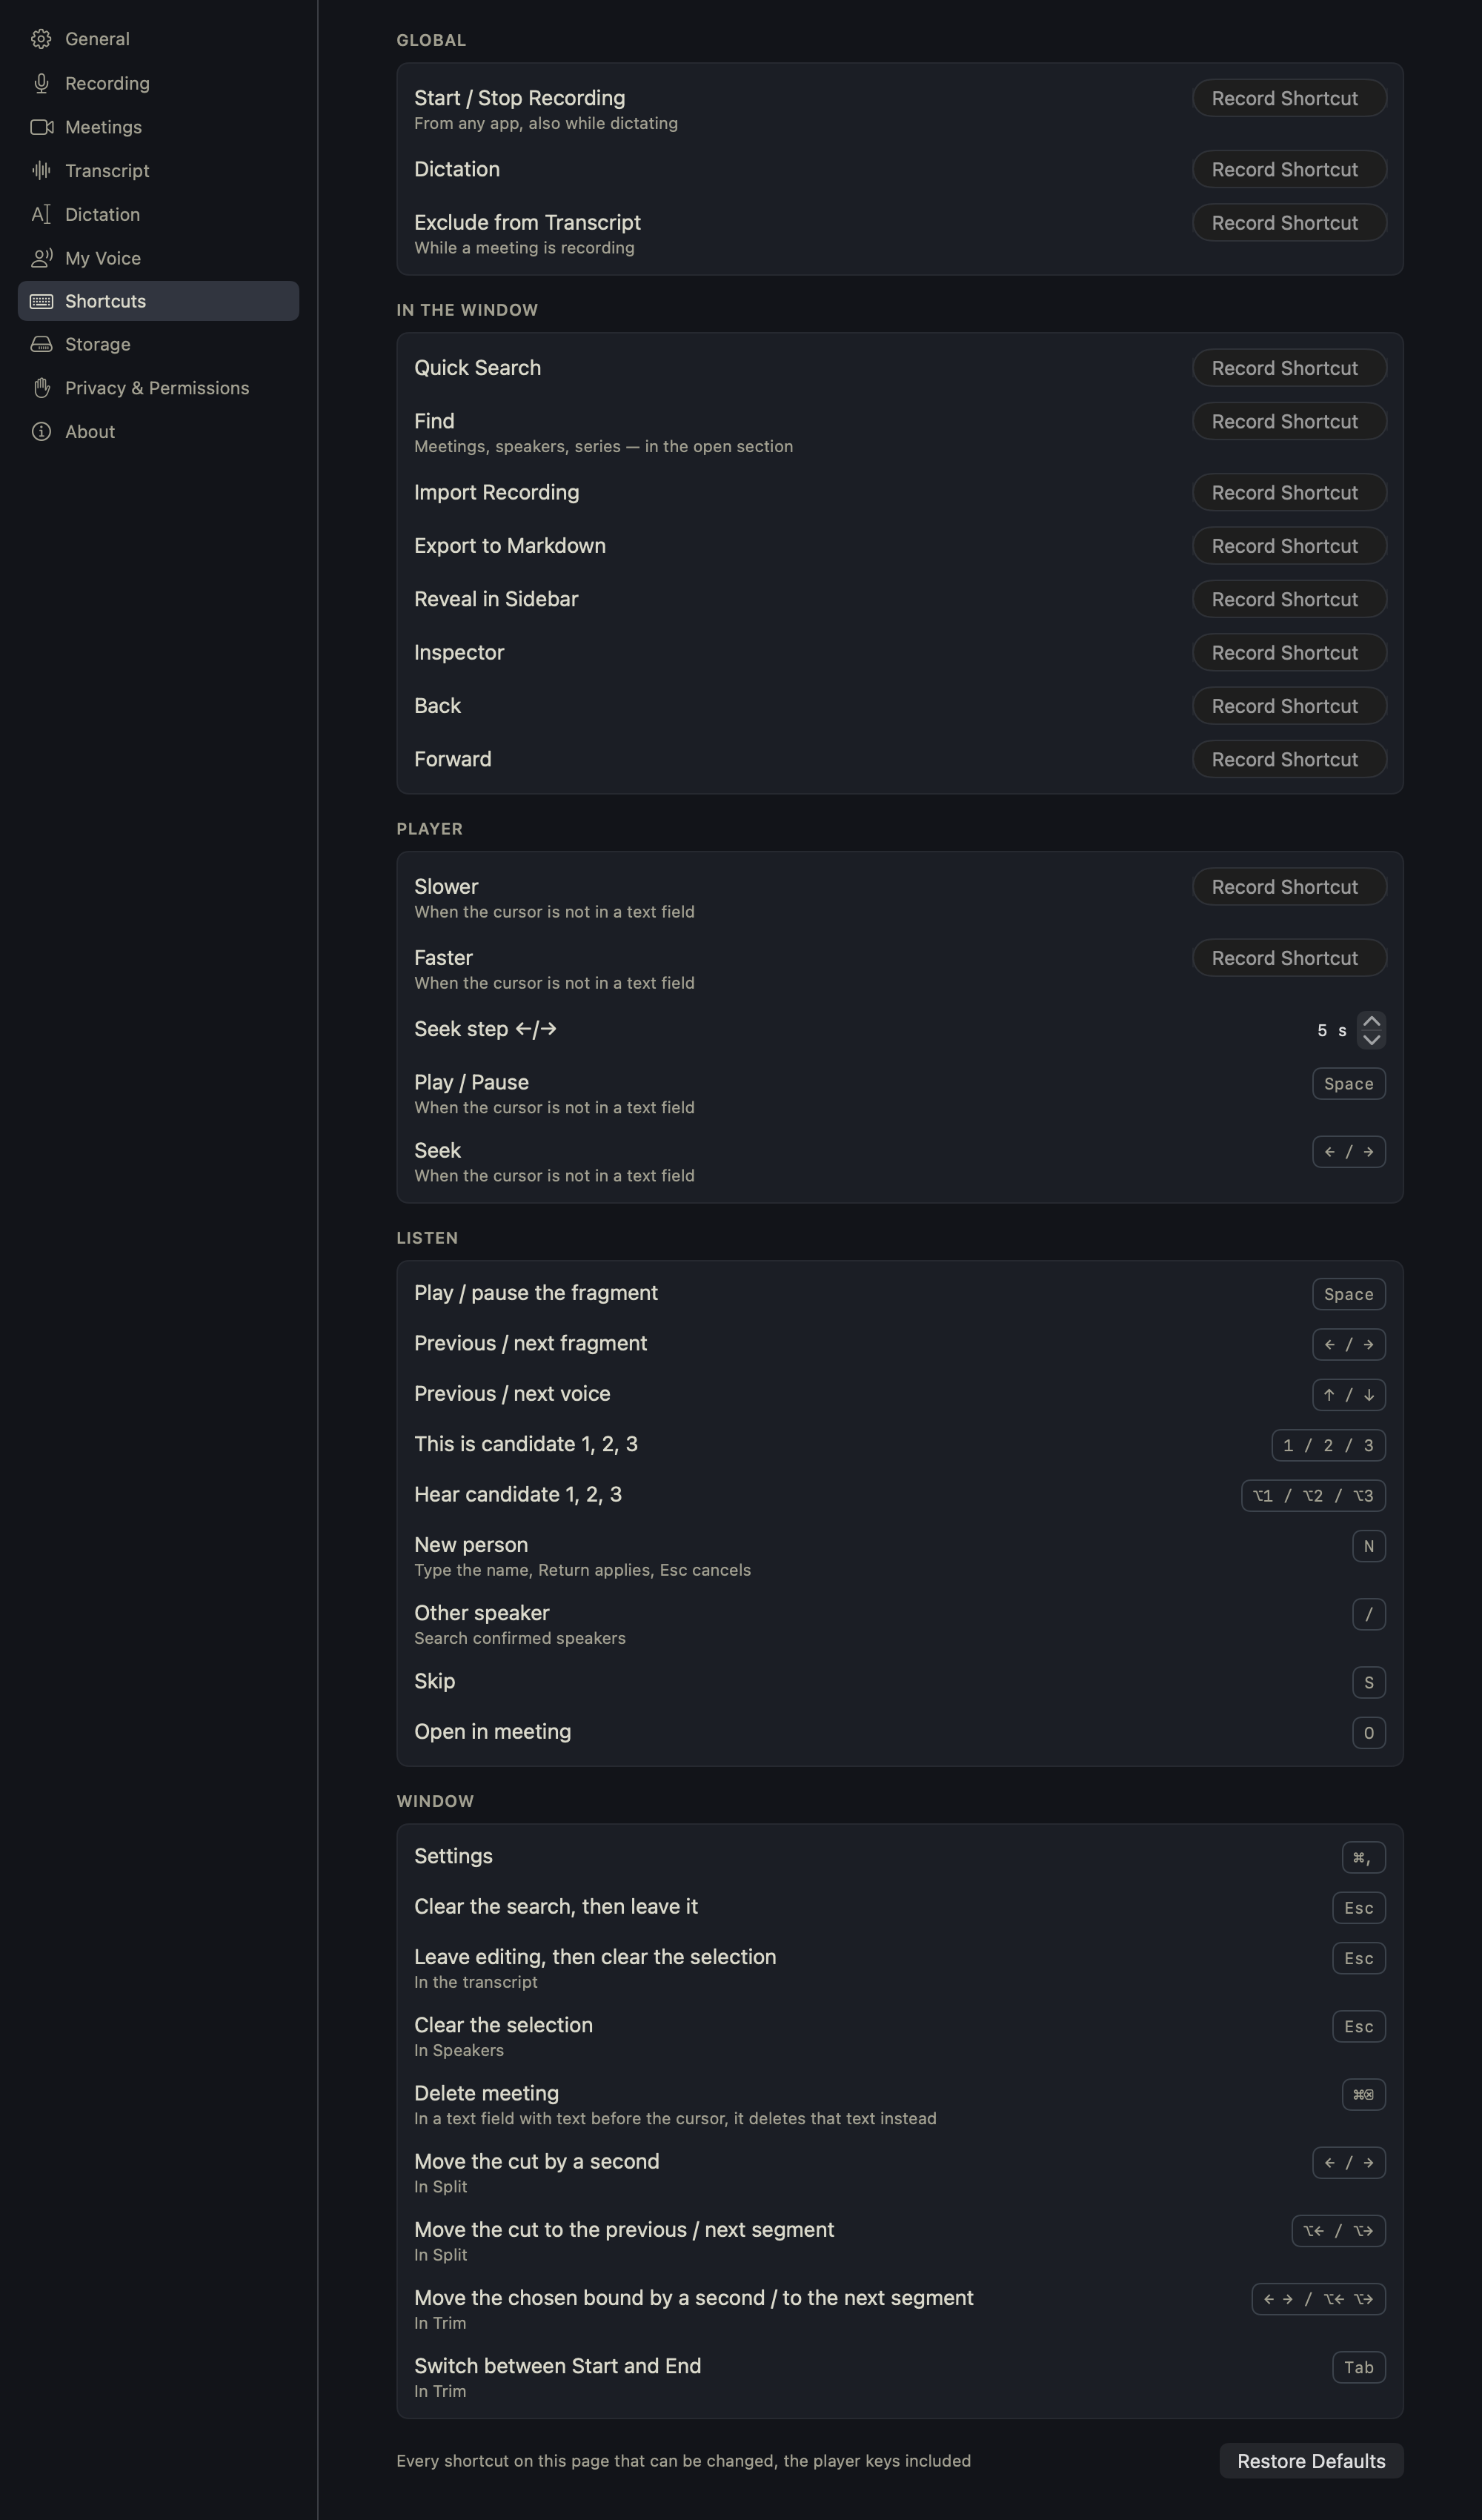 General
Recording
Meetings
Transcript
Dictation
My Voice
Shortcuts
Storage
Privacy & Permissions
About
GLOBAL
Start / Stop Recording
Record Shortcut
From any app, also while dictating
Dictation
Record Shortcut
Exclude from Transcript
Record Shortcut
While a meeting is recording
IN THE WINDOW
Quick Search
Record Shortcut
Find
Record Shortcut
Meetings, speakers, series — in the open section
Import Recording
Record Shortcut
Export to Markdown
Record Shortcut
Reveal in Sidebar
Record Shortcut
Inspector
Record Shortcut
Back
Record Shortcut
Forward
Record Shortcut
PLAYER
Slower
Record Shortcut
When the cursor is not in a text field
Faster
Record Shortcut
When the cursor is not in a text field
Seek step ←/→
5 s
Play / Pause
Space
When the cursor is not in a text field
Seek
← / →
When the cursor is not in a text field
LISTEN
Play / pause the fragment
Space
Previous / next fragment
← / →
Previous / next voice
↑ / ↓
This is candidate 1, 2, 3
1 / 2 / 3
Hear candidate 1, 2, 3
⌥1 / ⌥2 / ⌥3
New person
N
Type the name, Return applies, Esc cancels
Other speaker
/
Search confirmed speakers
Skip
S
Open in meeting
O
WINDOW
Settings
⌘,
Clear the search, then leave it
Esc
Leave editing, then clear the selection
Esc
In the transcript
Clear the selection
Esc
In Speakers
Delete meeting
⌘⌫
In a text field with text before the cursor, it deletes that text instead
Move the cut by a second
← / →
In Split
Move the cut to the previous / next segment
⌥← / ⌥→
In Split
Move the chosen bound by a second / to the next segment
← → / ⌥← ⌥→
In Trim
Switch between Start and End
Tab
In Trim
Every shortcut on this page that can be changed, the player keys included
Restore Defaults